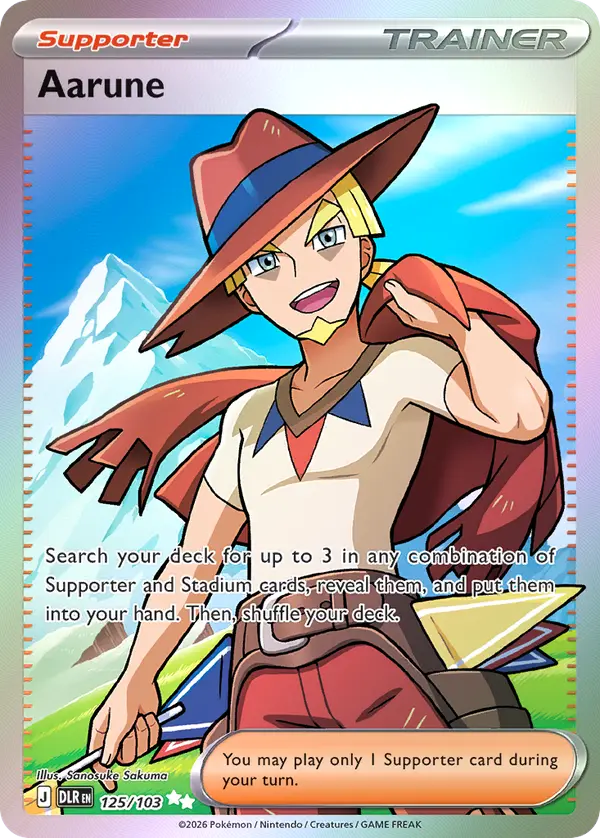 Supporter
TRAINER
Aarune
Search your deck for up to 3 in any combination of
Supporter and Stadium cards, reveal them, and put them
into your hand. Then, shuffle your deck.
You may play only 1 Supporter card during
your turn.
Illus. Sanosuke Sakuma
J DLR EN 125/103
©2026 Pokémon / Nintendo / Creatures / GAME FREAK